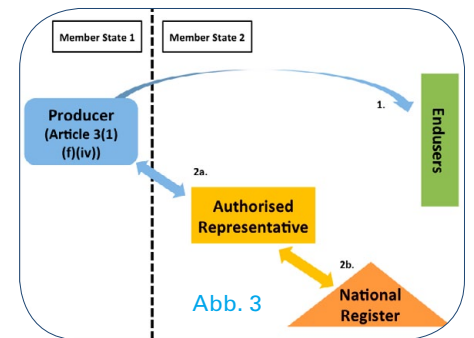 Member State 1
Member State 2
1.
Producer
(Article 3(1)
(f)(iv))
Endusers
2a.
Authorised
Representative
2b.
National
Register
Abb. 3